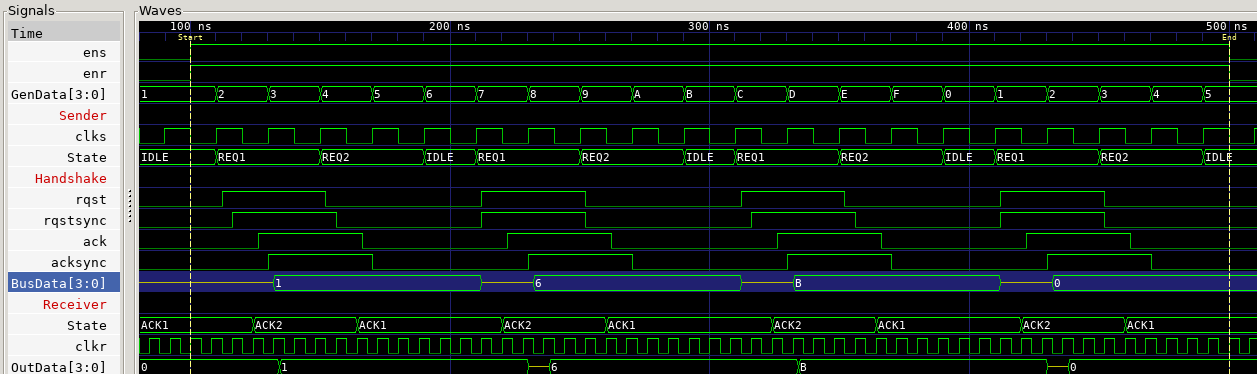 Signals Waves
Time 100 ns 200 ns 300 ns 400 ns 500 ns
Start End
ens
enr
GenData[3:0] 1 2 3 4 5 6 7 8 9 A B C D E F 0 1 2 3 4 5
Sender
clks
State IDLE REQ1 REQ2 IDLE REQ1 REQ2 IDLE REQ1 REQ2 IDLE REQ1 REQ2 IDLE
Handshake
rqst
rqstsync
ack
acksync
BusData[3:0] 1 6 B 0
Receiver
State ACK1 ACK2 ACK1 ACK2 ACK1 ACK2 ACK1 ACK2 ACK1
clkr
OutData[3:0] 0 1 6 B 0